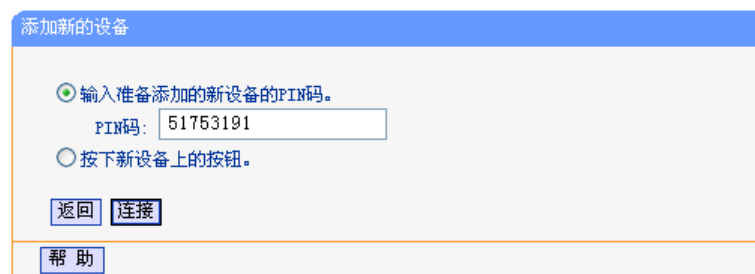 添加新的设备
输入准备添加的新设备的PIN码。
PIN码: 51753191
按下新设备上的按钮。
返回 连接
帮 助